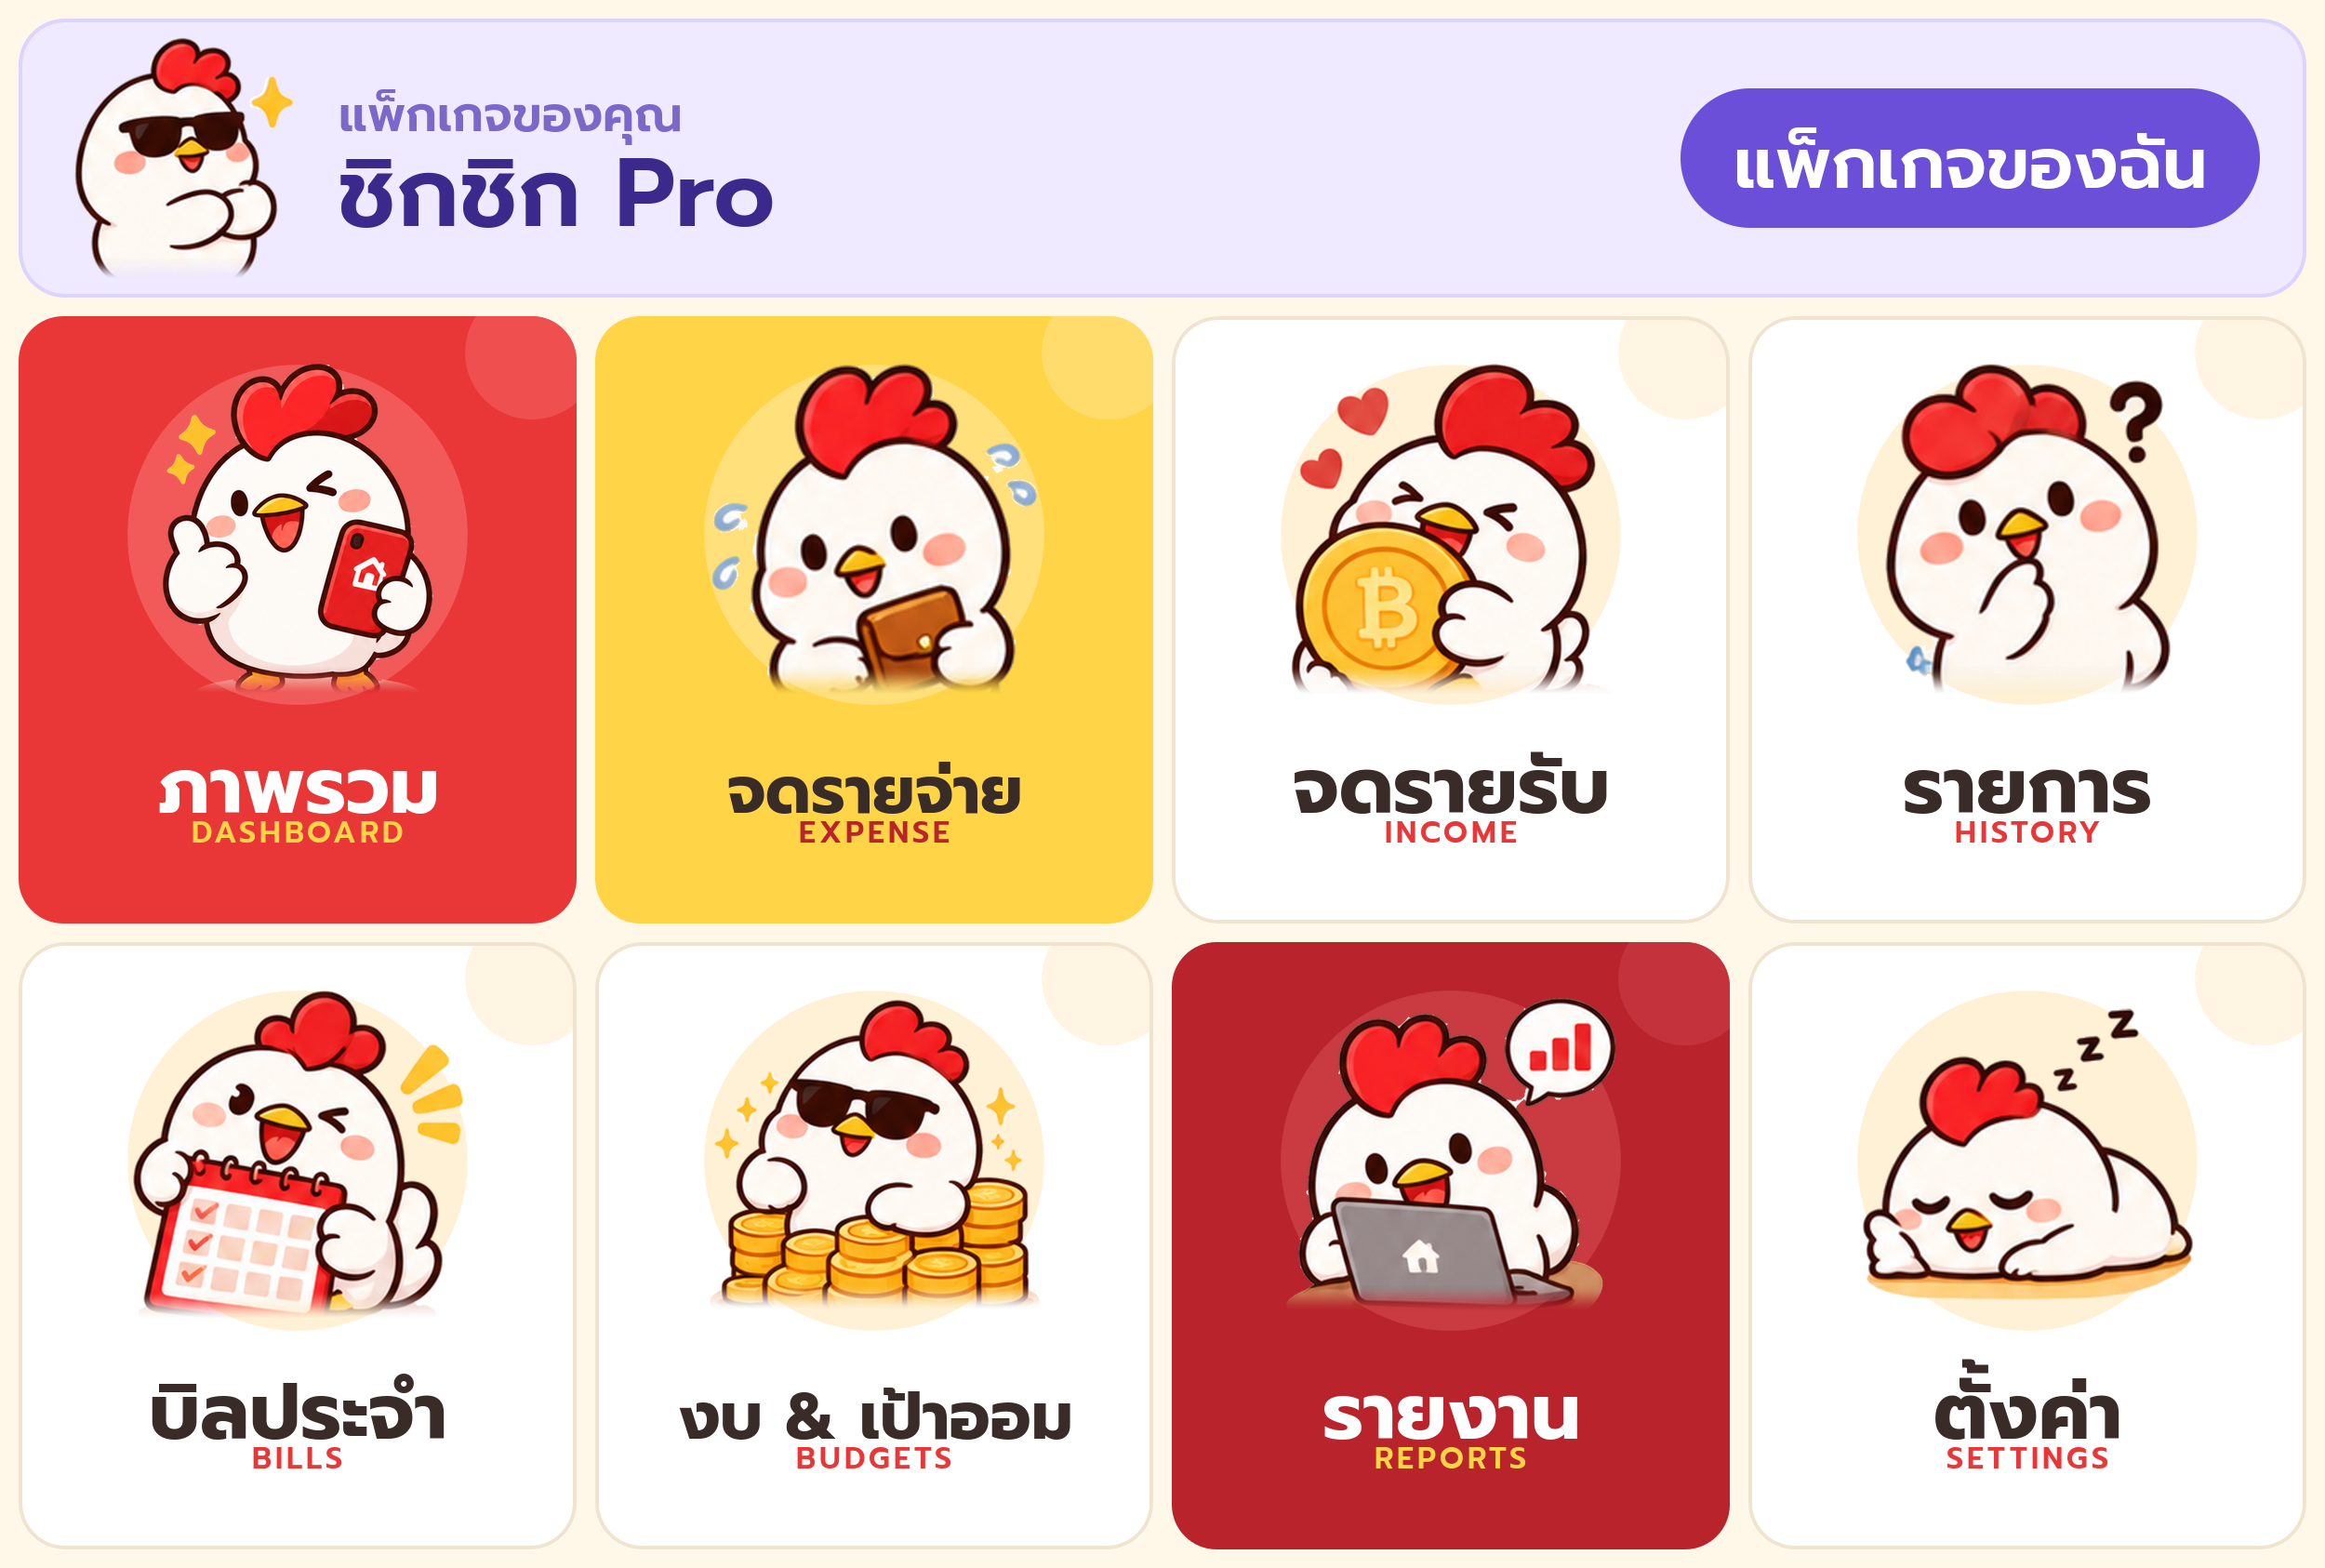 แพ็กเกจของคุณ
ชิกชิก Pro
แพ็กเกจของฉัน
ภาพรวม
DASHBOARD
จดรายจ่าย
EXPENSE
จดรายรับ
INCOME
?
รายการ
HISTORY
บิลประจำ
BILLS
งบ & เป้าออม
BUDGETS
รายงาน
REPORTS
z z z
ตั้งค่า
SETTINGS